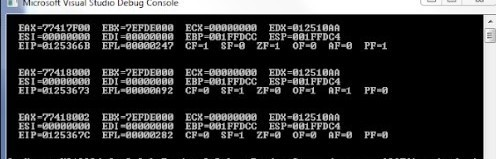 Microsoft Visual Studio Debug Console
EAX=77417F00 EBX=7EFDE000 ECX=00000000 EDX=012510AA
ESI=00000000 EDI=00000000 EBP=001FFDCC ESP=001FFDC4
EIP=0125366B EFL=00000247 CF=1 SF=0 ZF=1 OF=0 AF=0 PF=1
EAX=77418000 EBX=7EFDE000 ECX=00000000 EDX=012510AA
ESI=00000000 EDI=00000000 EBP=001FFDCC ESP=001FFDC4
EIP=01253673 EFL=00000A92 CF=0 SF=1 ZF=0 OF=1 AF=1 PF=0
EAX=77418002 EBX=7EFDE000 ECX=00000000 EDX=012510AA
ESI=00000000 EDI=00000000 EBP=001FFDCC ESP=001FFDC4
EIP=0125367C EFL=00000282 CF=0 SF=1 ZF=0 OF=0 AF=0 PF=0